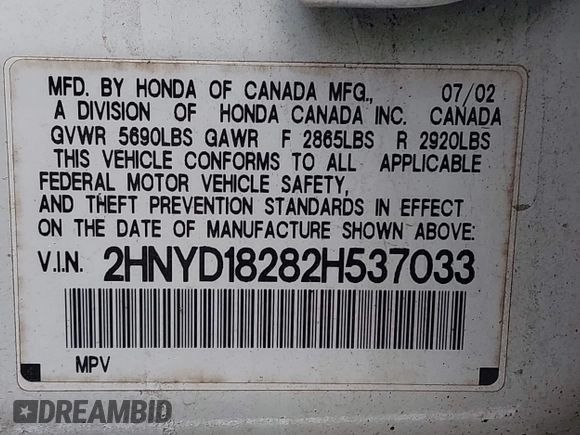 MFD. BY HONDA OF CANADA MFG., 07/02
A DIVISION OF HONDA CANADA INC. CANADA
GVWR 5690LBS GAWR F 2865LBS R 2920LBS
THIS VEHICLE CONFORMS TO ALL APPLICABLE
FEDERAL MOTOR VEHICLE SAFETY,
AND THEFT PREVENTION STANDARDS IN EFFECT
ON THE DATE OF MANUFACTURE SHOWN ABOVE:
V.I.N. 2HNYD18282H537033
MPV
DREAMBID